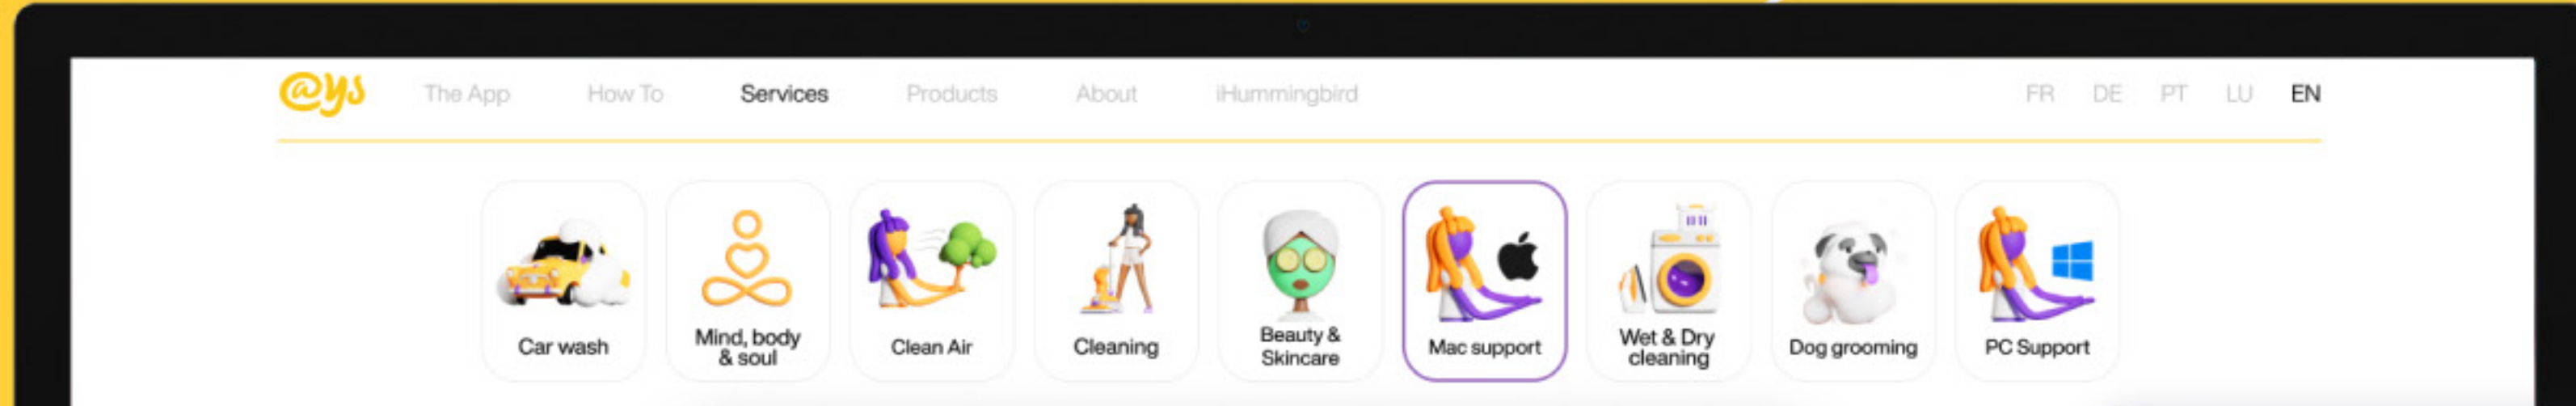 @ys The App How To Services Products About iHummingbird FR DE PT LU EN
Car wash
Mind, body
& soul
Clean Air
Cleaning
Beauty &
Skincare
Mac support
Wet & Dry
cleaning
Dog grooming
PC Support